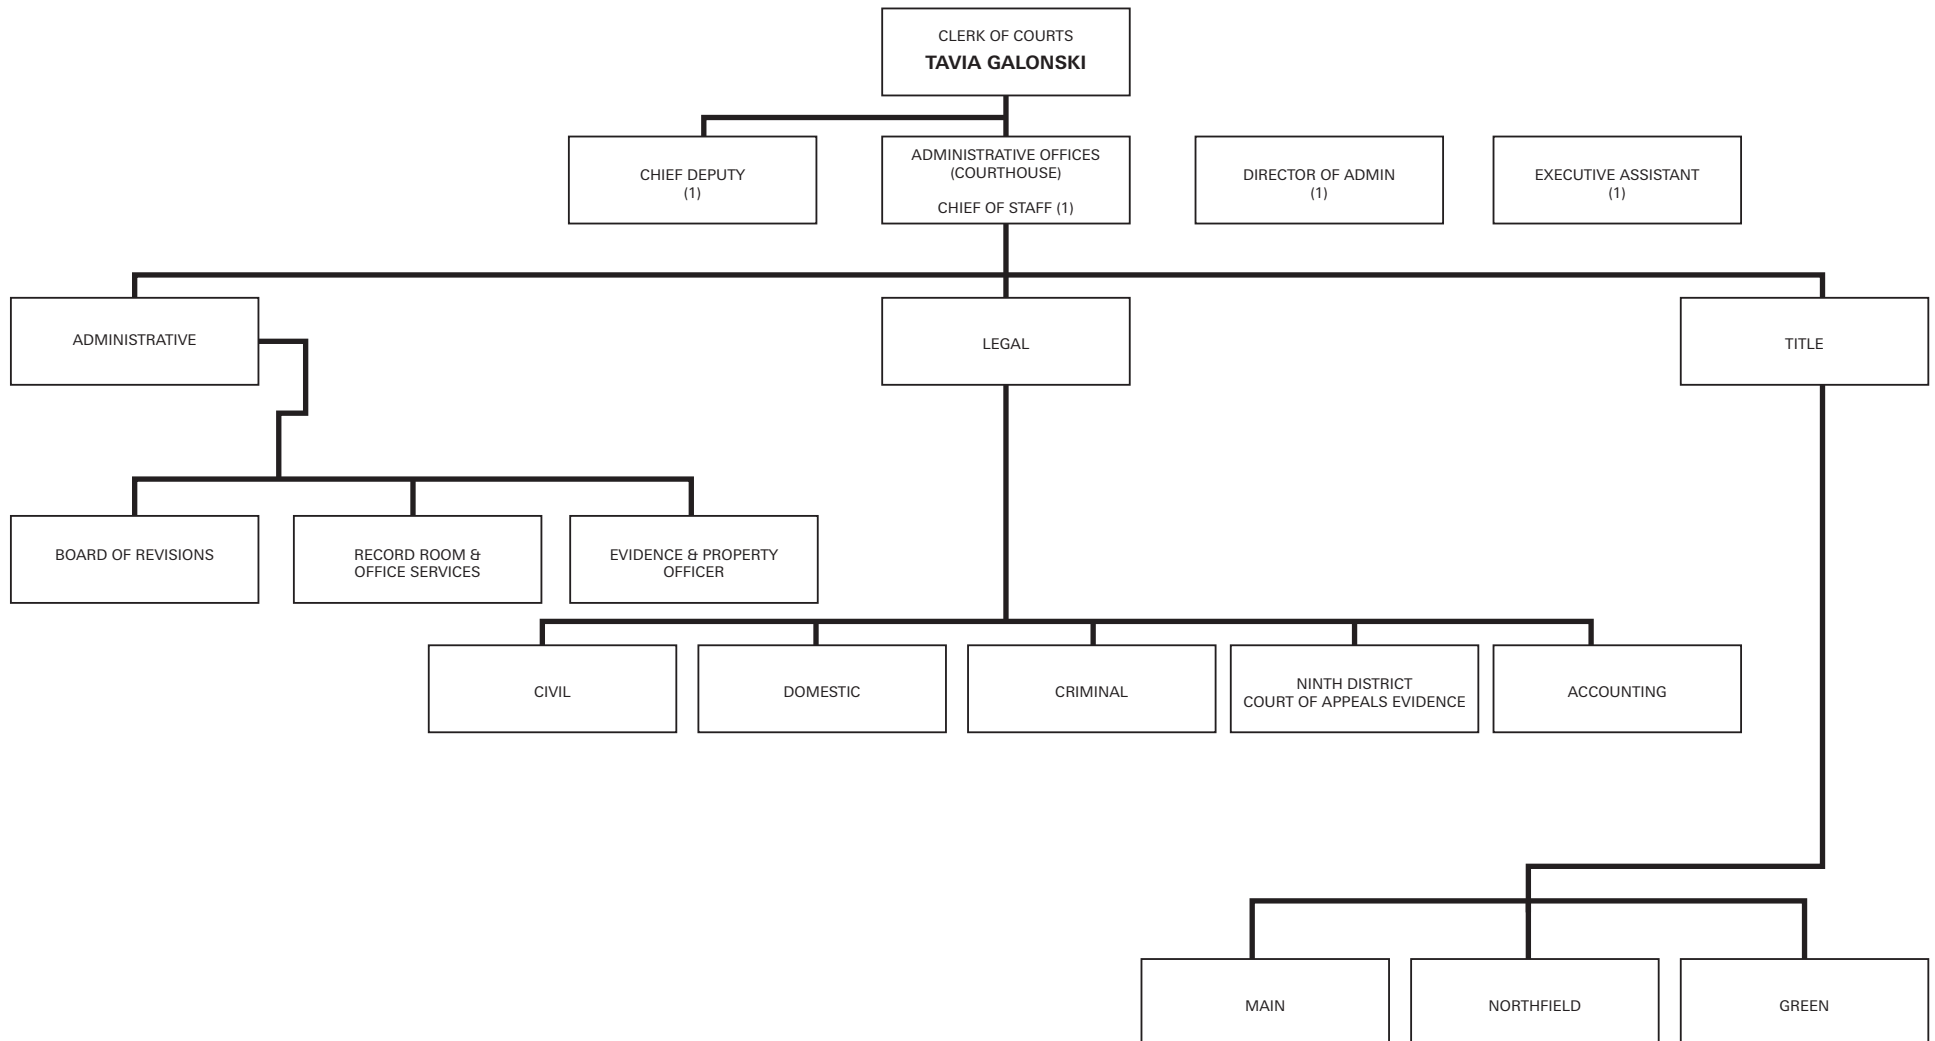 CLERK OF COURTS
TAVIA GALONSKI
CHIEF DEPUTY
(1)
ADMINISTRATIVE OFFICES
(COURTHOUSE)
CHIEF OF STAFF (1)
DIRECTOR OF ADMIN
(1)
EXECUTIVE ASSISTANT
(1)
ADMINISTRATIVE
LEGAL
TITLE
BOARD OF REVISIONS
RECORD ROOM &
OFFICE SERVICES
EVIDENCE & PROPERTY
OFFICER
CIVIL
DOMESTIC
CRIMINAL
NINTH DISTRICT
COURT OF APPEALS EVIDENCE
ACCOUNTING
MAIN
NORTHFIELD
GREEN